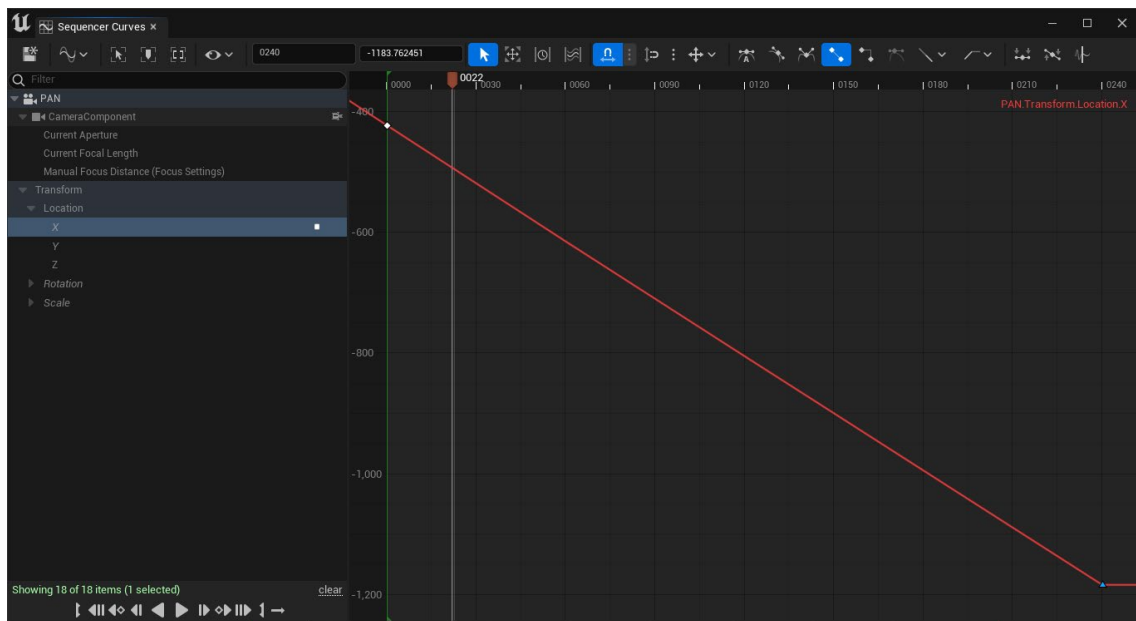 Sequencer Curves
0240
-1183.762451
Filter
PAN
CameraComponent
Current Aperture
Current Focal Length
Manual Focus Distance (Focus Settings)
Transform
Location
X
Y
Z
Rotation
Scale
Showing 18 of 18 items (1 selected)
clear
0022
0000 0030 0060 0090 0120 0150 0180 0210 0240
PAN.Transform.Location.X
-400
-600
-800
-1,000
-1,200